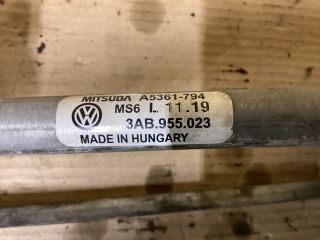 MITSUBA A5361-794
MS6 L. 11.19
3AB.955.023
MADE IN HUNGARY